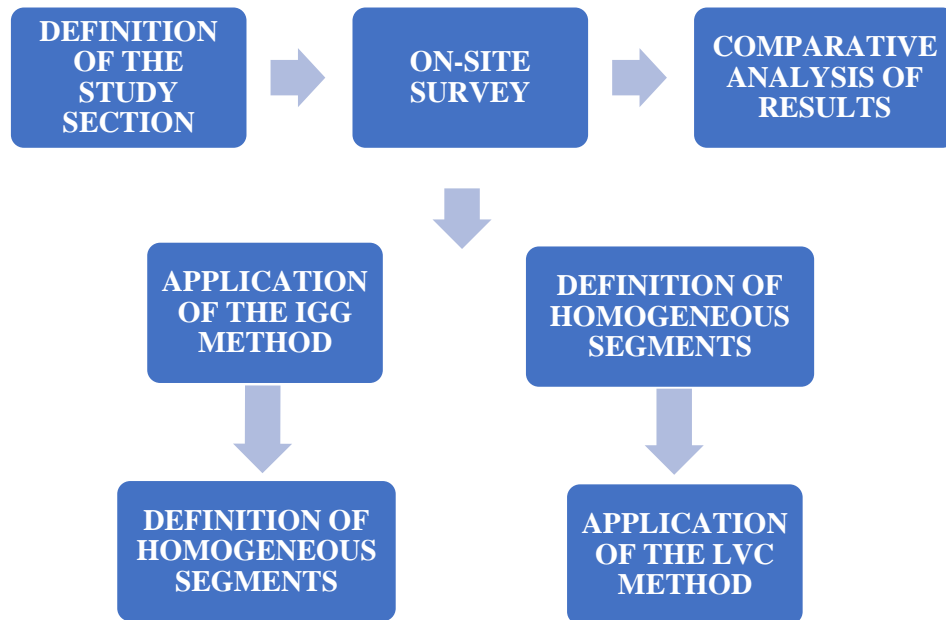 DEFINITION
OF THE
STUDY
SECTION
ON-SITE
SURVEY
COMPARATIVE
ANALYSIS OF
RESULTS
APPLICATION
OF THE IGG
METHOD
DEFINITION OF
HOMOGENEOUS
SEGMENTS
DEFINITION OF
HOMOGENEOUS
SEGMENTS
APPLICATION
OF THE LVC
METHOD